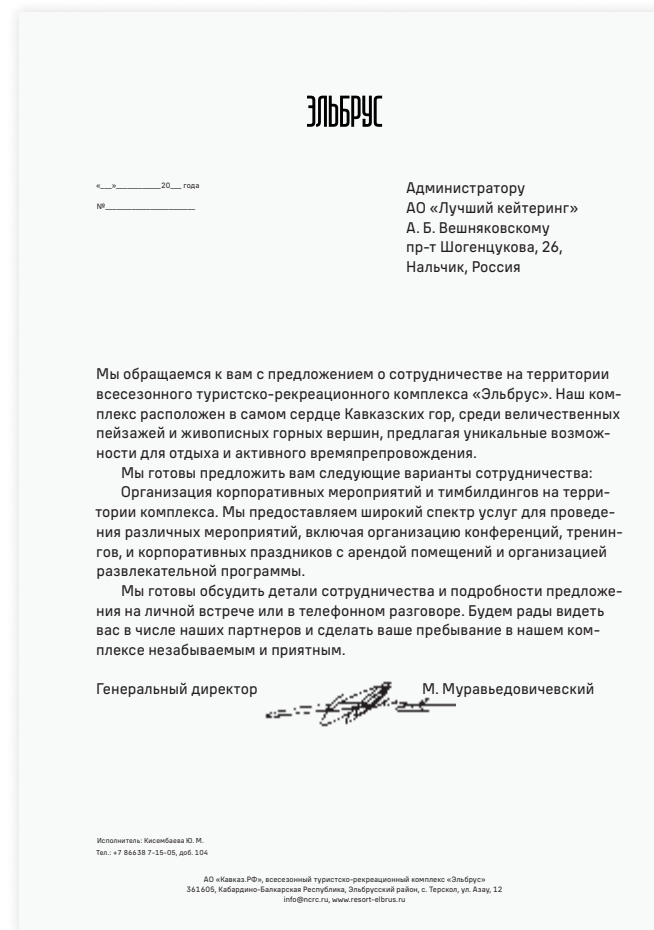 ЭЛЬБРУС
«___»____________20___ года
№________________________
Администратору
АО «Лучший кейтеринг»
А. Б. Вешняковскому
пр-т Шогенцукова, 26,
Нальчик, Россия
Мы обращаемся к вам с предложением о сотрудничестве на территории
всесезонного туристско-рекреационного комплекса «Эльбрус». Наш ком-
плекс расположен в самом сердце Кавказских гор, среди величественных
пейзажей и живописных горных вершин, предлагая уникальные возмож-
ности для отдыха и активного времяпрепровождения.
Мы готовы предложить вам следующие варианты сотрудничества:
Организация корпоративных мероприятий и тимбилдингов на терри-
тории комплекса. Мы предоставляем широкий спектр услуг для проведе-
ния различных мероприятий, включая организацию конференций, тренин-
гов, и корпоративных праздников с арендой помещений и организацией
развлекательной программы.
Мы готовы обсудить детали сотрудничества и подробности предложе-
ния на личной встрече или в телефонном разговоре. Будем рады видеть
вас в числе наших партнеров и сделать ваше пребывание в нашем ком-
плексе незабываемым и приятным.
Генеральный директор М. Муравьедовичевский
Исполнитель: Кисембаева Ю. М.
Тел.: +7 86638 7-15-05, доб. 104
АО «Кавказ.РФ», всесезонный туристско-рекреационный комплекс «Эльбрус»
361605, Кабардино-Балкарская Республика, Эльбрусский район, с. Терскол, ул. Азау, 12
info@ncrc.ru, www.resort-elbrus.ru